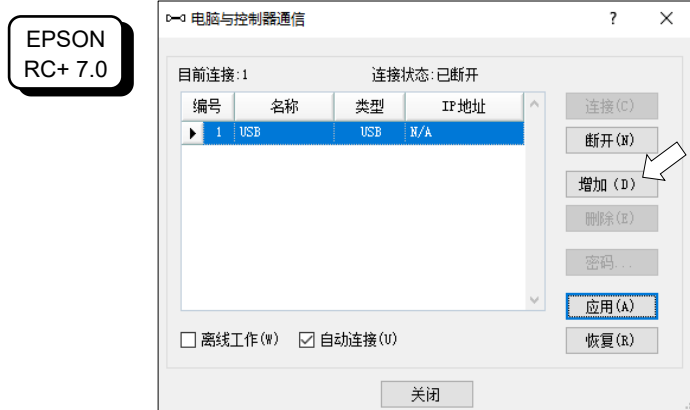 EPSON
RC+ 7.0
电脑与控制器通信
?
目前连接:1
连接状态:已断开
编号 名称 类型 IP地址
1 USB USB N/A
连接(C)
断开(N)
增加 (D)
删除(E)
密码...
应用(A)
恢复(R)
离线工作(W)
自动连接(U)
关闭